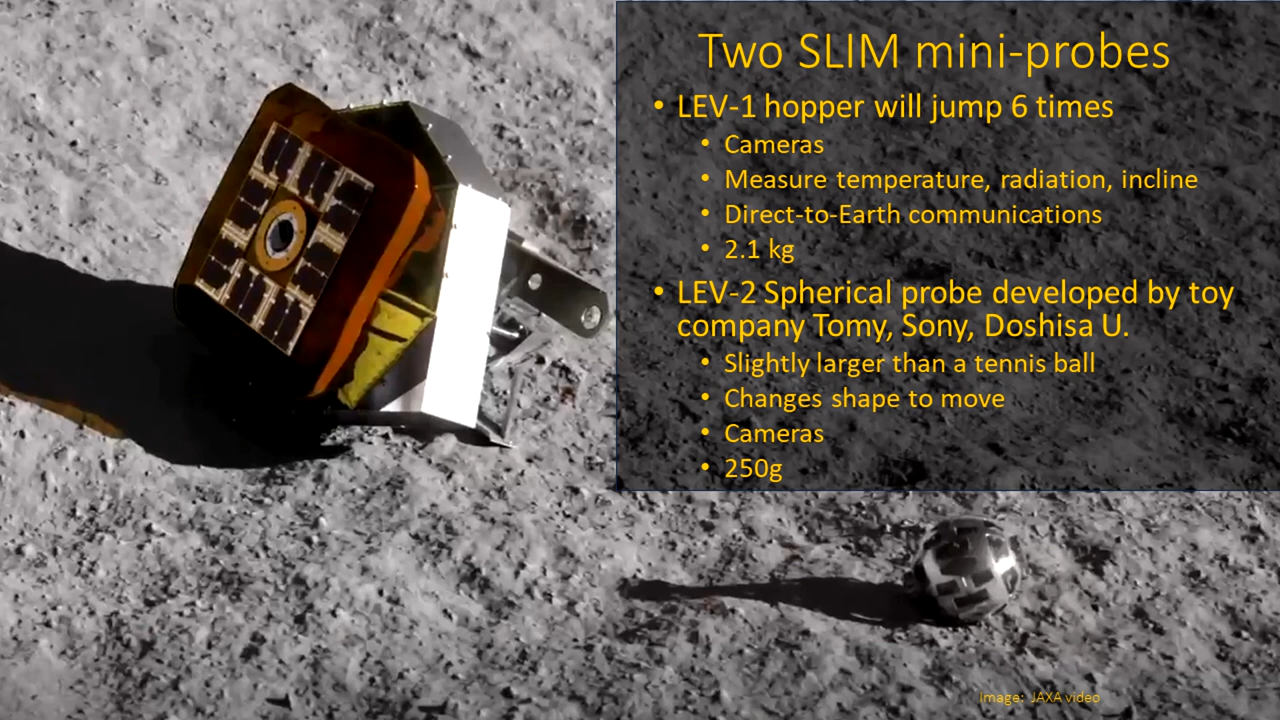 Two SLIM mini-probes
• LEV-1 hopper will jump 6 times
• Cameras
• Measure temperature, radiation, incline
• Direct-to-Earth communications
• 2.1 kg
• LEV-2 Spherical probe developed by toy
company Tomy, Sony, Doshisa U.
• Slightly larger than a tennis ball
• Changes shape to move
• Cameras
• 250g
Image: JAXA video